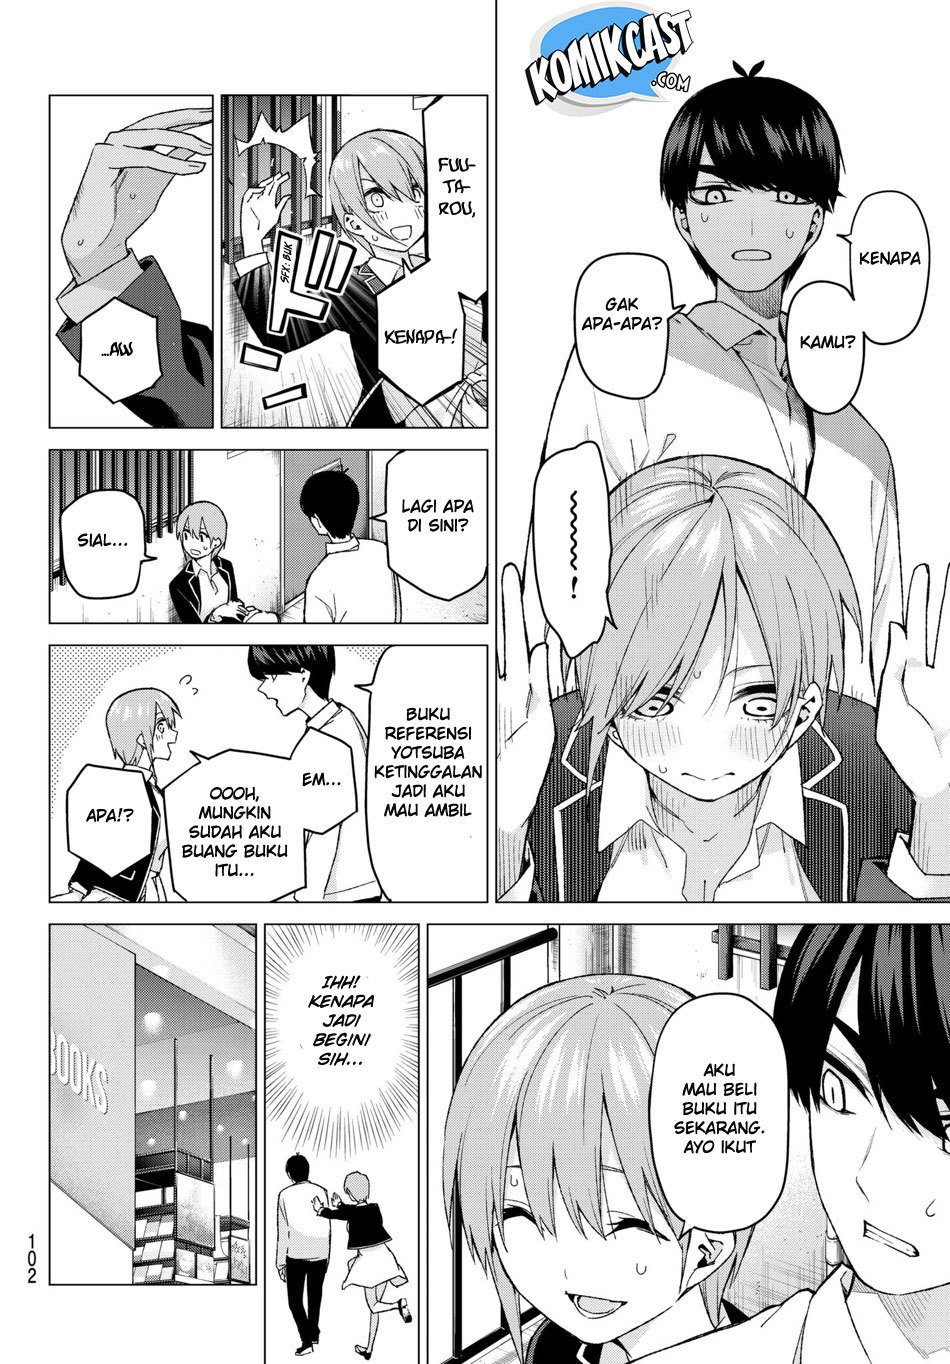 KOMIKCAST
.COM
KENAPA
KAMU?
GAK
APA-APA?
~~~!
FUU-
TA-
ROU,
SFX: BUK
ド
KENAPA-!
...AW
LAGI APA
DI SINI?
SIAL...
BUKU
REFERENSI
YOTSUBA
KETINGGALAN
JADI AKU
MAU AMBIL
EM...
OOOH,
MUNGKIN
SUDAH AKU
BUANG BUKU
ITU...
APA!?
AKU
MAU BELI
BUKU ITU
SEKARANG.
AYO IKUT
IHH!
KENAPA
JADI
BEGINI
SIH...
BOOKS
102